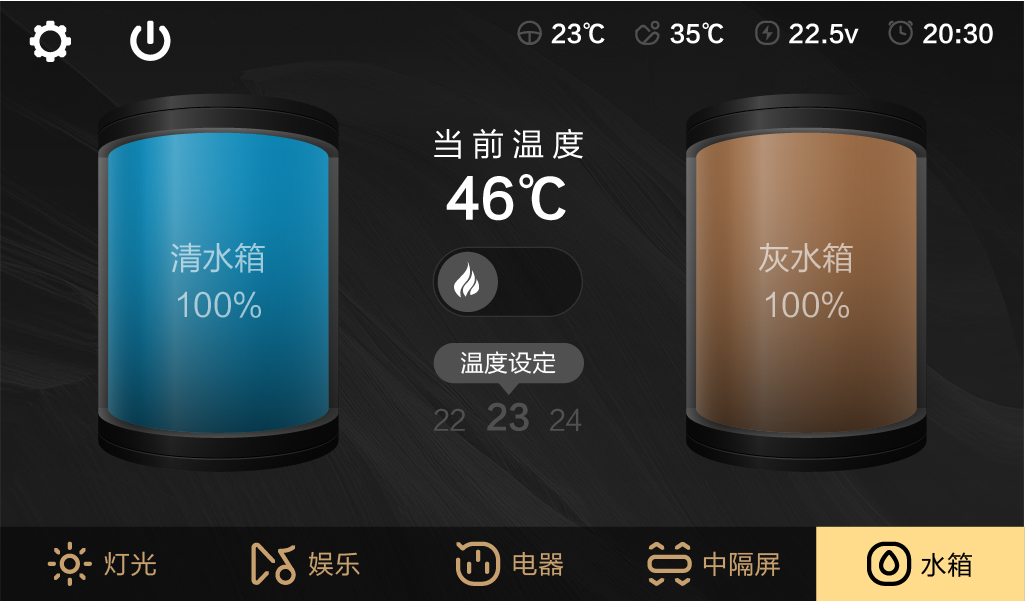 23℃ 35℃ 22.5v 20:30
当前温度
46℃
清水箱
100%
灰水箱
100%
温度设定
22 23 24
灯光 娱乐 电器 中隔屏 水箱